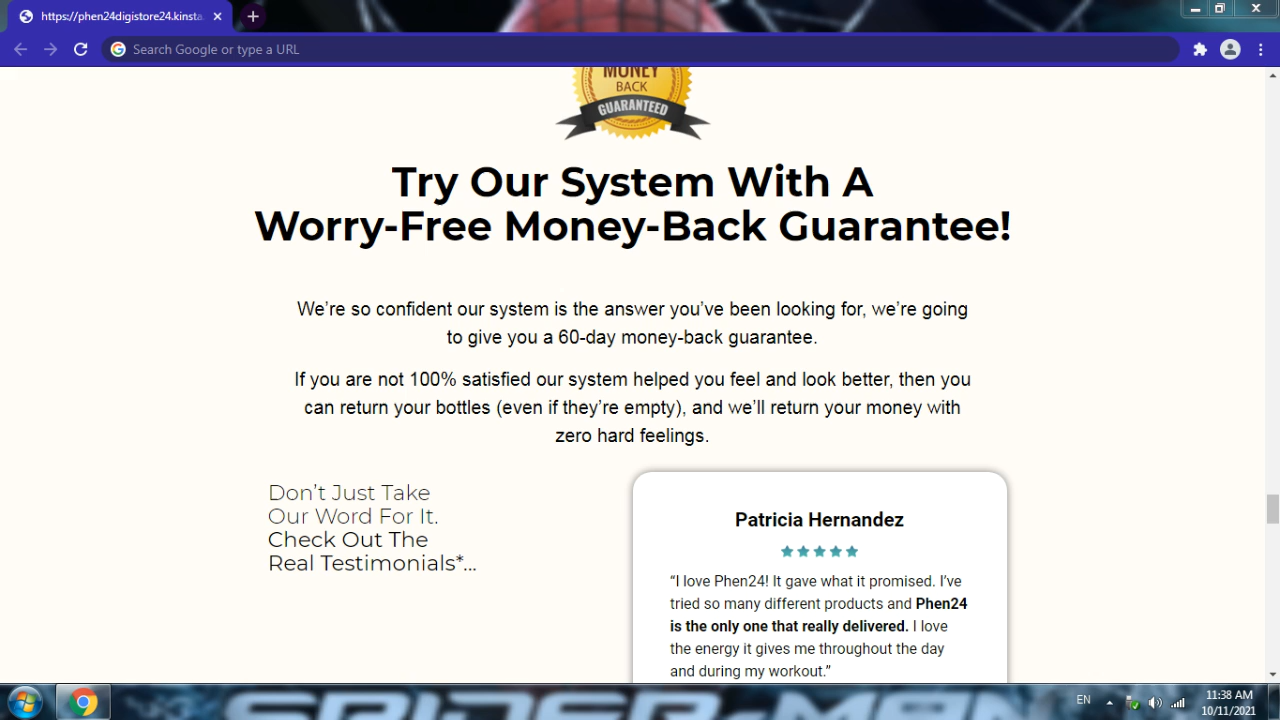 https://phen24digistore24.kinsta.
Search Google or type a URL
MONEY
BACK
GUARANTEED
Try Our System With A
Worry-Free Money-Back Guarantee!
We’re so confident our system is the answer you’ve been looking for, we’re going
to give you a 60-day money-back guarantee.
If you are not 100% satisfied our system helped you feel and look better, then you
can return your bottles (even if they’re empty), and we’ll return your money with
zero hard feelings.
Don’t Just Take
Our Word For It.
Check Out The
Real Testimonials*...
Patricia Hernandez
“I love Phen24! It gave what it promised. I’ve
tried so many different products and Phen24
is the only one that really delivered. I love
the energy it gives me throughout the day
and during my workout.”
SPIDER-MAN
EN
11:38 AM
10/11/2021